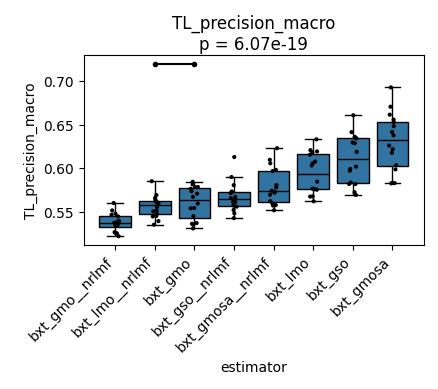 TL_precision_macro
p = 6.07e-19
TL_precision_macro
0.70
0.65
0.60
0.55
bxt_gmo__nrlmf
bxt_lmo__nrlmf
bxt_gmo
bxt_gso__nrlmf
bxt_gmosa__nrlmf
bxt_lmo
bxt_gso
bxt_gmosa
estimator